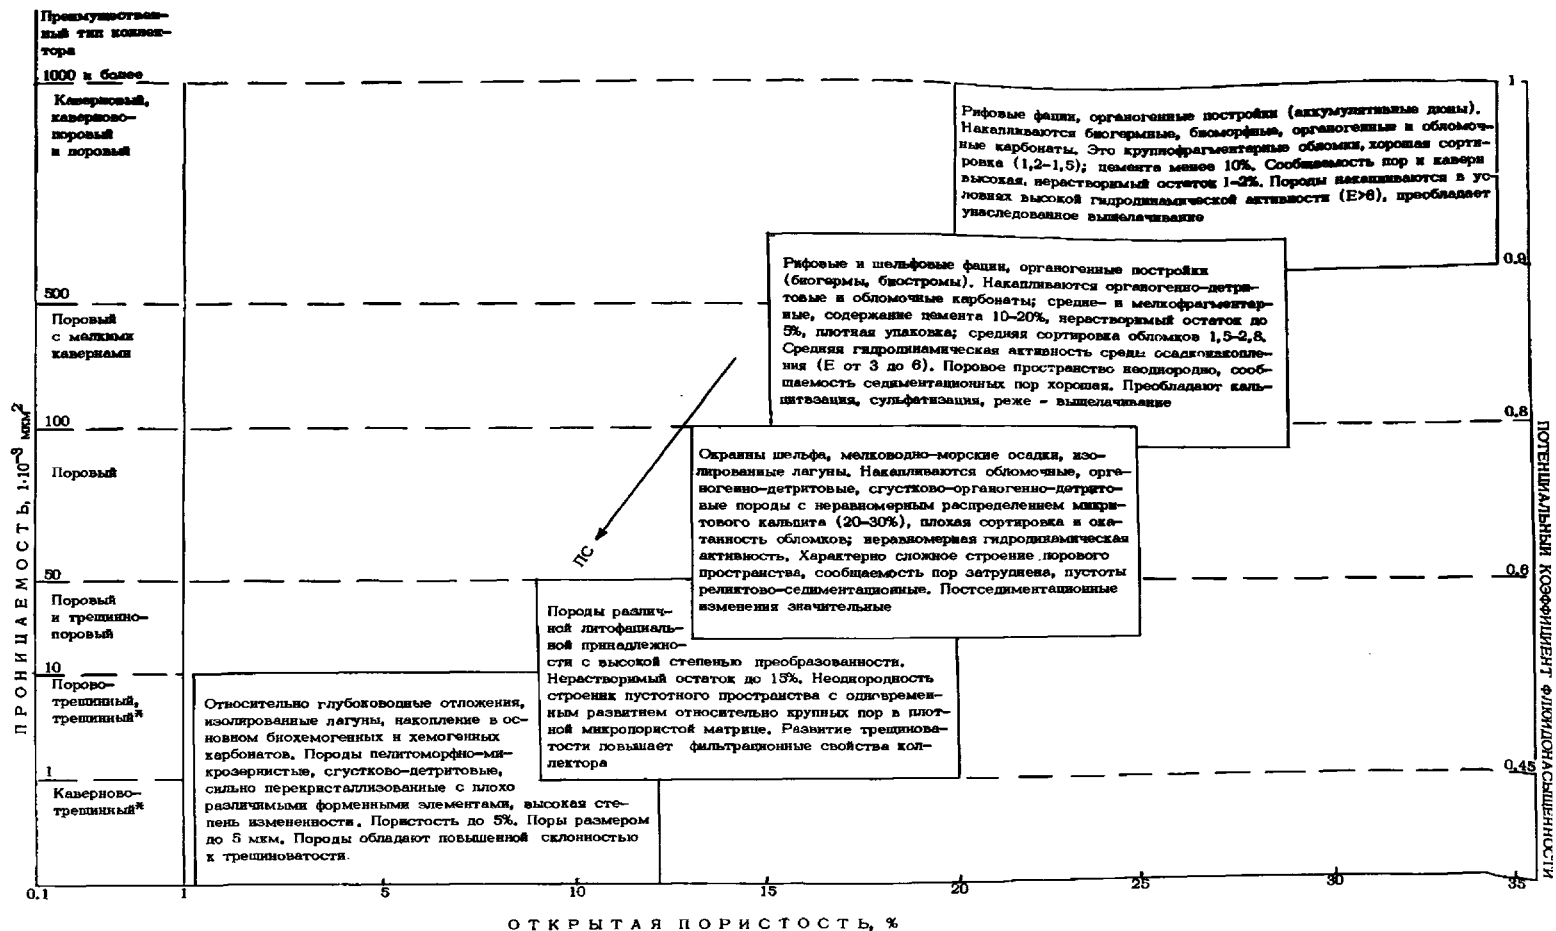 Преимуществен-
ный тип коллек-
тора
1000 и более
Каверновый,
каверново-
поровый
и поровый
500
Поровый
с мелкими
кавернами
100
Поровый
50
Поровый
и трещинно-
поровый
10
Порово-
трещинный,
трещинный*
1
Каверново-
трещинный*
ПРОНИЦАЕМОСТЬ, 1·10⁻³ мкм²
Рифовые фации, органогенные постройки (аккумулятивные дюны).
Накапливаются биогермные, биоморфные, органогенные и обломоч-
ные карбонаты. Это крупнофрагментарные обломки, хорошая сорти-
ровка (1,2-1,5); цемента менее 10%. Сообщаемость пор и каверн
высокая, нерастворимый остаток 1-2%. Породы накапливаются в ус-
ловиях высокой гидродинамической активности (E>6), преобладает
унаследованное выщелачивание
Рифовые и шельфовые фации, органогенные постройки
(биогермы, биостромы). Накапливаются органогенно-детри-
товые и обломочные карбонаты; средне- и мелкофрагментар-
ные, содержание цемента 10-20%, нерастворимый остаток до
5%, плотная упаковка; средняя сортировка обломков 1,5-2,8.
Средняя гидродинамическая активность среды осадконакопле-
ния (E от 3 до 6). Поровое пространство неоднородно, сооб-
щаемость седиментационных пор хорошая. Преобладают каль-
цитизация, сульфатизация, реже - выщелачивание
ПС
Окраины шельфа, мелководно-морские осадки, изо-
лированные лагуны. Накапливаются обломочные, орга-
ногенно-детритовые, сгустково-органогенно-детрито-
вые породы с неравномерным распределением микри-
тового кальцита (20-30%), плохая сортировка и ока-
танность обломков; неравномерная гидродинамическая
активность. Характерно сложное строение порового
пространства, сообщаемость пор затруднена, пустоты
реликтово-седиментационные. Постседиментационные
изменения значительные
Породы различ-
ной литофациаль-
ной принадлежно-
сти с высокой степенью преобразованности.
Нерастворимый остаток до 15%. Неоднородность
строения пустотного пространства с одновремен-
ным развитием относительно крупных пор в плот-
ной микропористой матрице. Развитие трещинова-
тости повышает фильтрационные свойства кол-
лектора
Относительно глубоководные отложения,
изолированные лагуны, накопление в ос-
новном биохемогенных и хемогенных
карбонатов. Породы пелитоморфно-ми-
крозернистые, сгустково-детритовые,
сильно перекристаллизованные с плохо
различимыми форменными элементами, высокая сте-
пень измененности. Пористость до 5%. Поры размером
до 5 мкм. Породы обладают повышенной склонностью
к трещиноватости.
1
0.9
0.8
0.6
0.45
ПОТЕНЦИАЛЬНЫЙ КОЭФФИЦИЕНТ ФЛЮИДОНАСЫЩЕННОСТИ
0.1 1 5 10 15 20 25 30 35
ОТКРЫТАЯ ПОРИСТОСТЬ, %